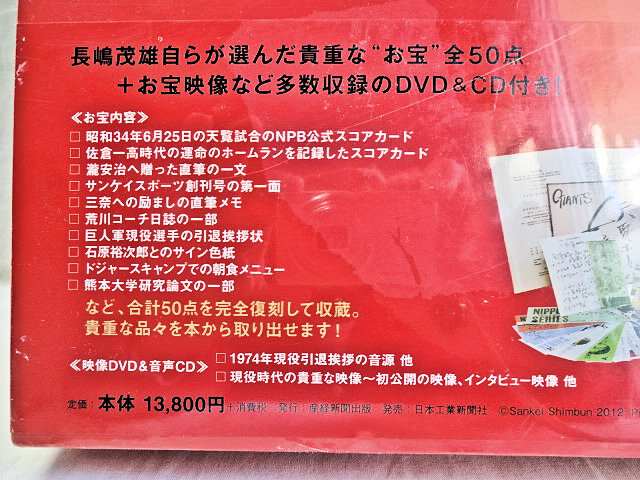 長嶋茂雄自らが選んだ貴重な“お宝”全50点
＋お宝映像など多数収録のDVD＆CD付き！
≪お宝内容≫
□ 昭和34年6月25日の天覧試合のNPB公式スコアカード
□ 佐倉一高時代の運命のホームランを記録したスコアカード
□ 瀧安治へ贈った直筆の一文
□ サンケイスポーツ創刊号の第一面
□ 三奈への励ましの直筆メモ
□ 荒川コーチ日誌の一部
□ 巨人軍現役選手の引退挨拶状
□ 石原裕次郎とのサイン色紙
□ ドジャースキャンプでの朝食メニュー
□ 熊本大学研究論文の一部
など、合計50点を完全復刻して収蔵。
貴重な品々を本から取り出せます！
≪映像DVD＆音声CD≫
□ 1974年現役引退挨拶の音源 他
□ 現役時代の貴重な映像～初公開の映像、インタビュー映像 他
定価：本体 13,800円＋消費税 発行：産経新聞出版 発売：日本工業新聞社
©Sankei Shimbun 2012,
GIANTS
NIPPON
SERIES